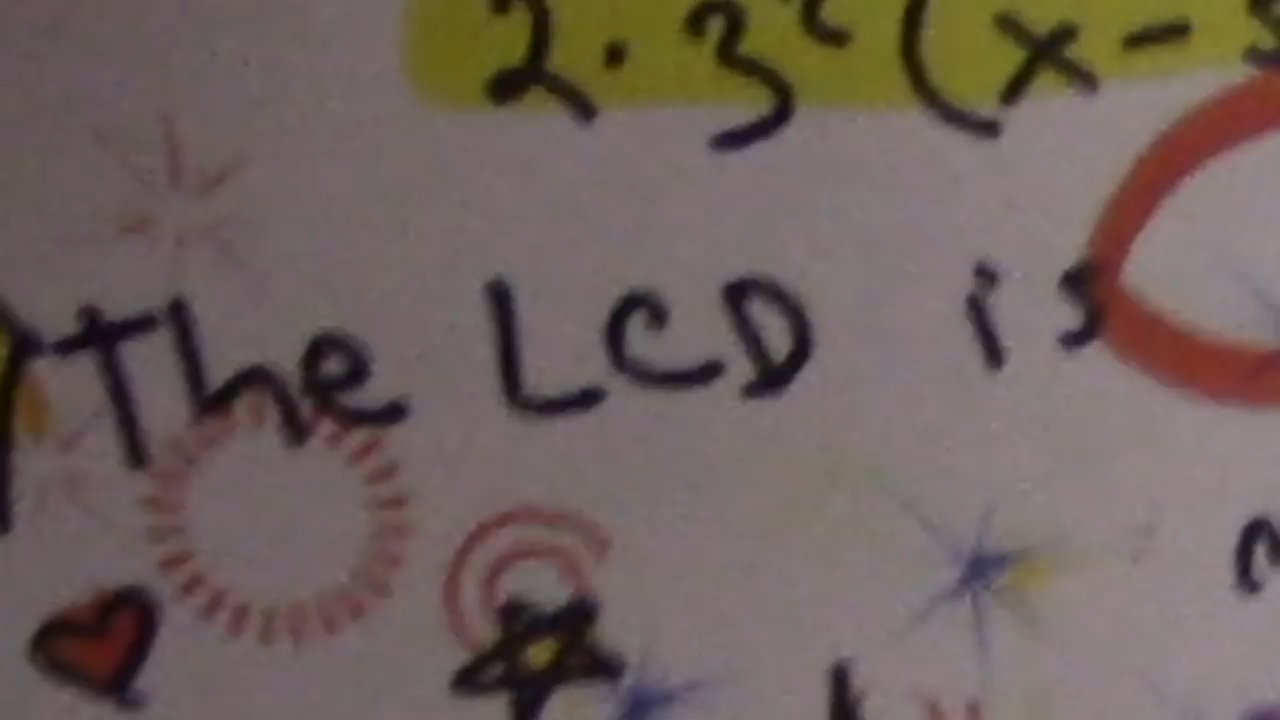 2·3² (x-
The LCD is